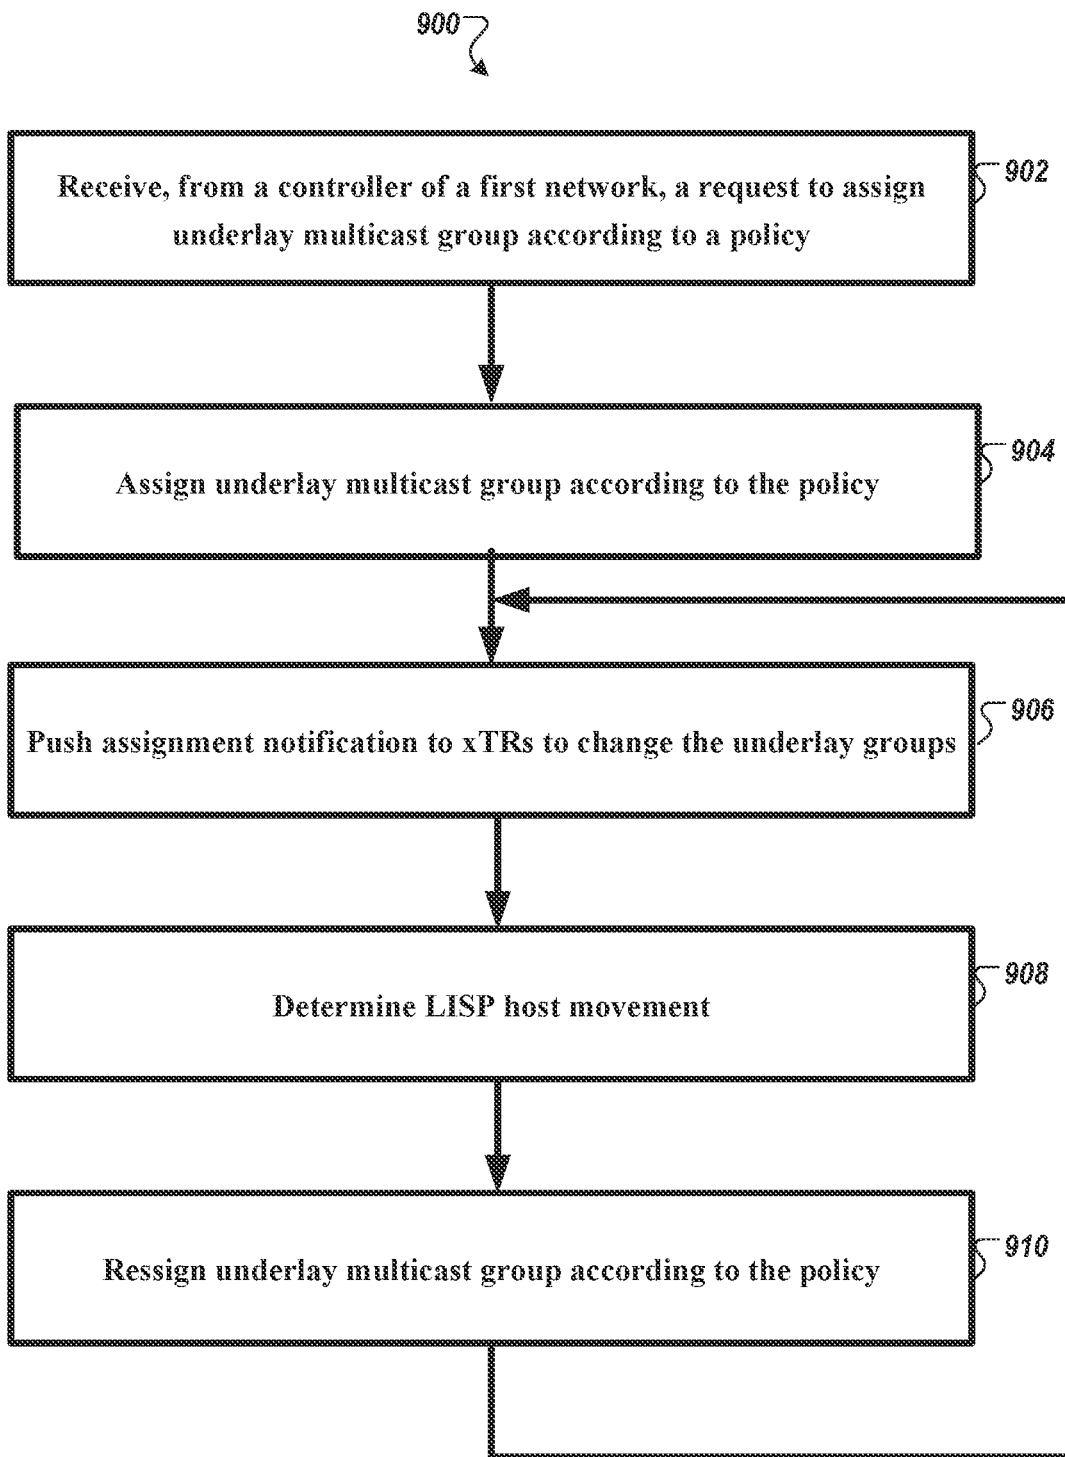 900
Receive, from a controller of a first network, a request to assign
underlay multicast group according to a policy
902
Assign underlay multicast group according to the policy
904
Push assignment notification to xTRs to change the underlay groups
906
Determine LISP host movement
908
Ressign underlay multicast group according to the policy
910